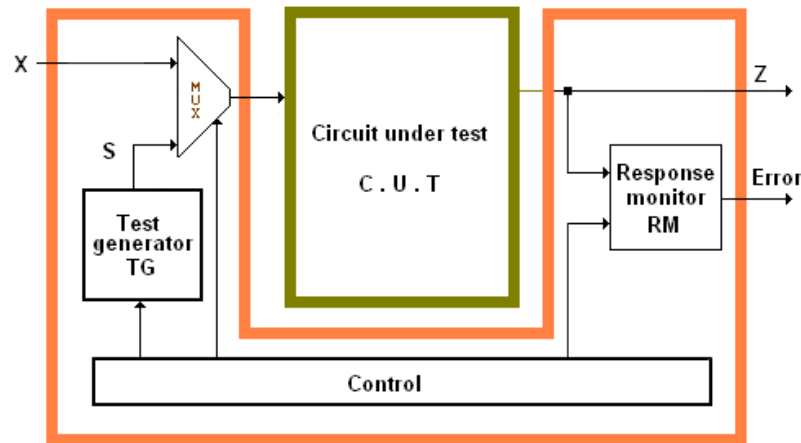 X
MUX
Z
Circuit under test
C . U . T
S
Response
monitor
RM
Error
Test
generator
TG
Control